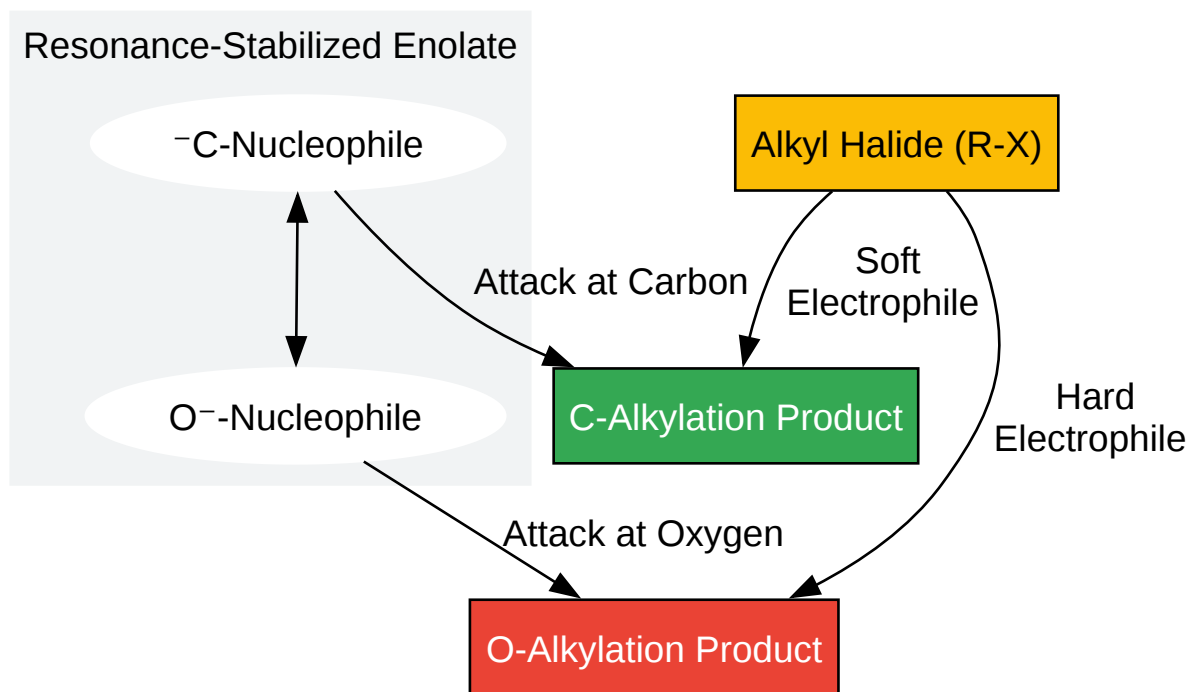 Resonance-Stabilized Enolate
⁻C-Nucleophile
Alkyl Halide (R-X)
Attack at Carbon
Soft
Electrophile
O⁻-Nucleophile
C-Alkylation Product
Hard
Electrophile
Attack at Oxygen
O-Alkylation Product